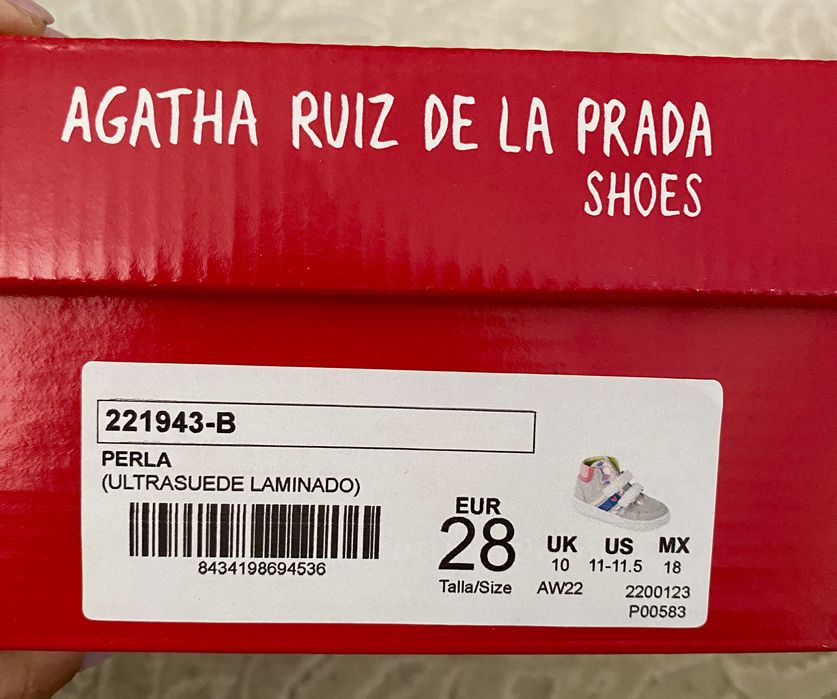 AGATHA RUIZ DE LA PRADA
SHOES
221943-B
PERLA
(ULTRASUEDE LAMINADO)
8434198694536
EUR
28
Talla/Size
UK US MX
10 11-11.5 18
AW22 2200123
P00583